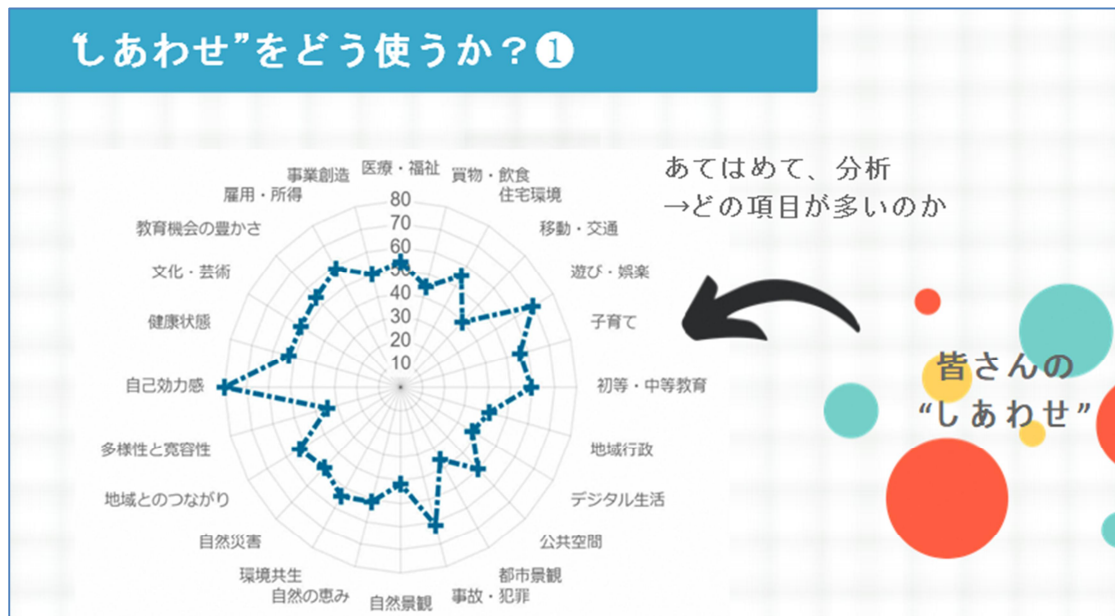 “しあわせ”をどう使うか？❶
あてはめて、分析
→どの項目が多いのか
皆さんの
“しあわせ”
医療・福祉
買物・飲食
住宅環境
移動・交通
遊び・娯楽
子育て
初等・中等教育
地域行政
デジタル生活
公共空間
都市景観
事故・犯罪
自然景観
自然の恵み
環境共生
自然災害
地域とのつながり
多様性と寛容性
自己効力感
健康状態
文化・芸術
教育機会の豊かさ
雇用・所得
事業創造
80
70
60
50
40
30
20
10